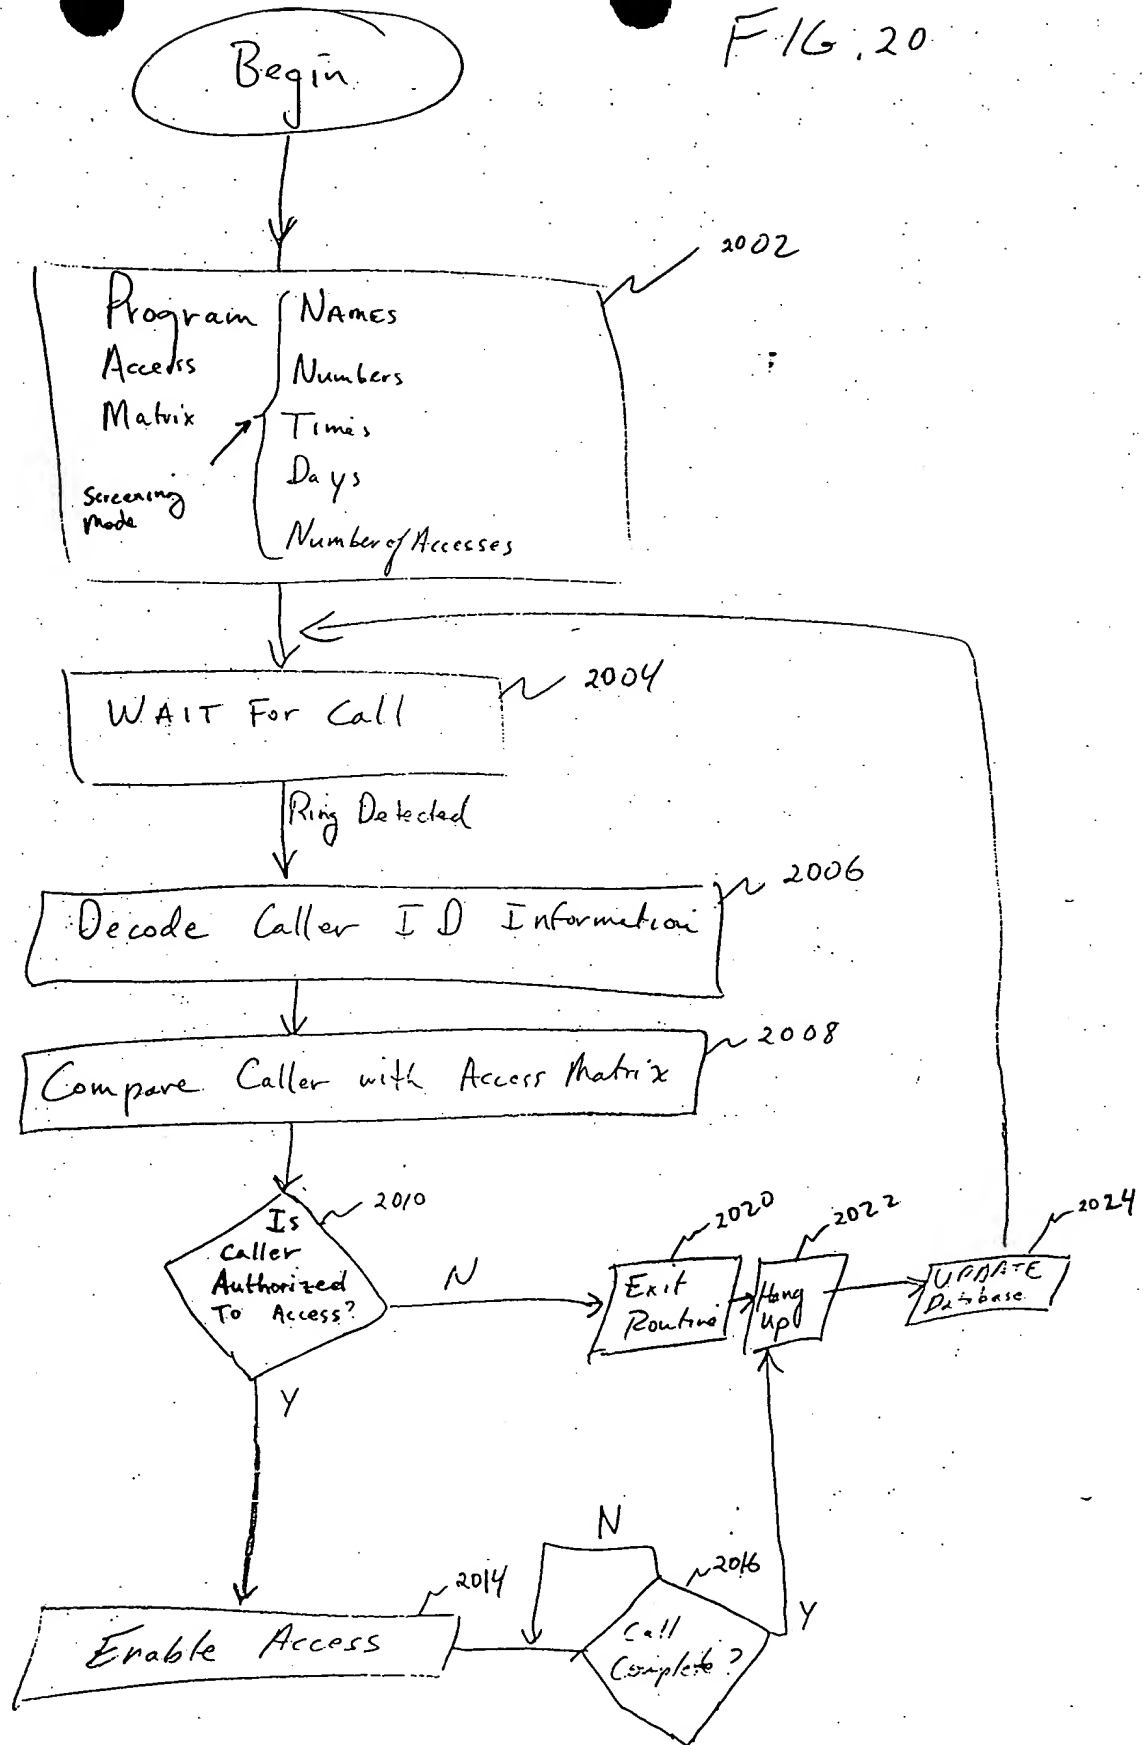 FIG. 20
Begin
2002
Program
Access
Matrix
Screening
Mode
NAMES
Numbers
Times
Days
Number of Accesses
2004
WAIT For Call
Ring Detected
2006
Decode Caller ID Information
2008
Compare Caller with Access Matrix
2010
Is
Caller
Authorized
To Access?
N
2020
Exit
Routine
2022
Hang
Up
2024
UPDATE
Database
Y
2014
Enable Access
N
2016
Call
Complete?
Y